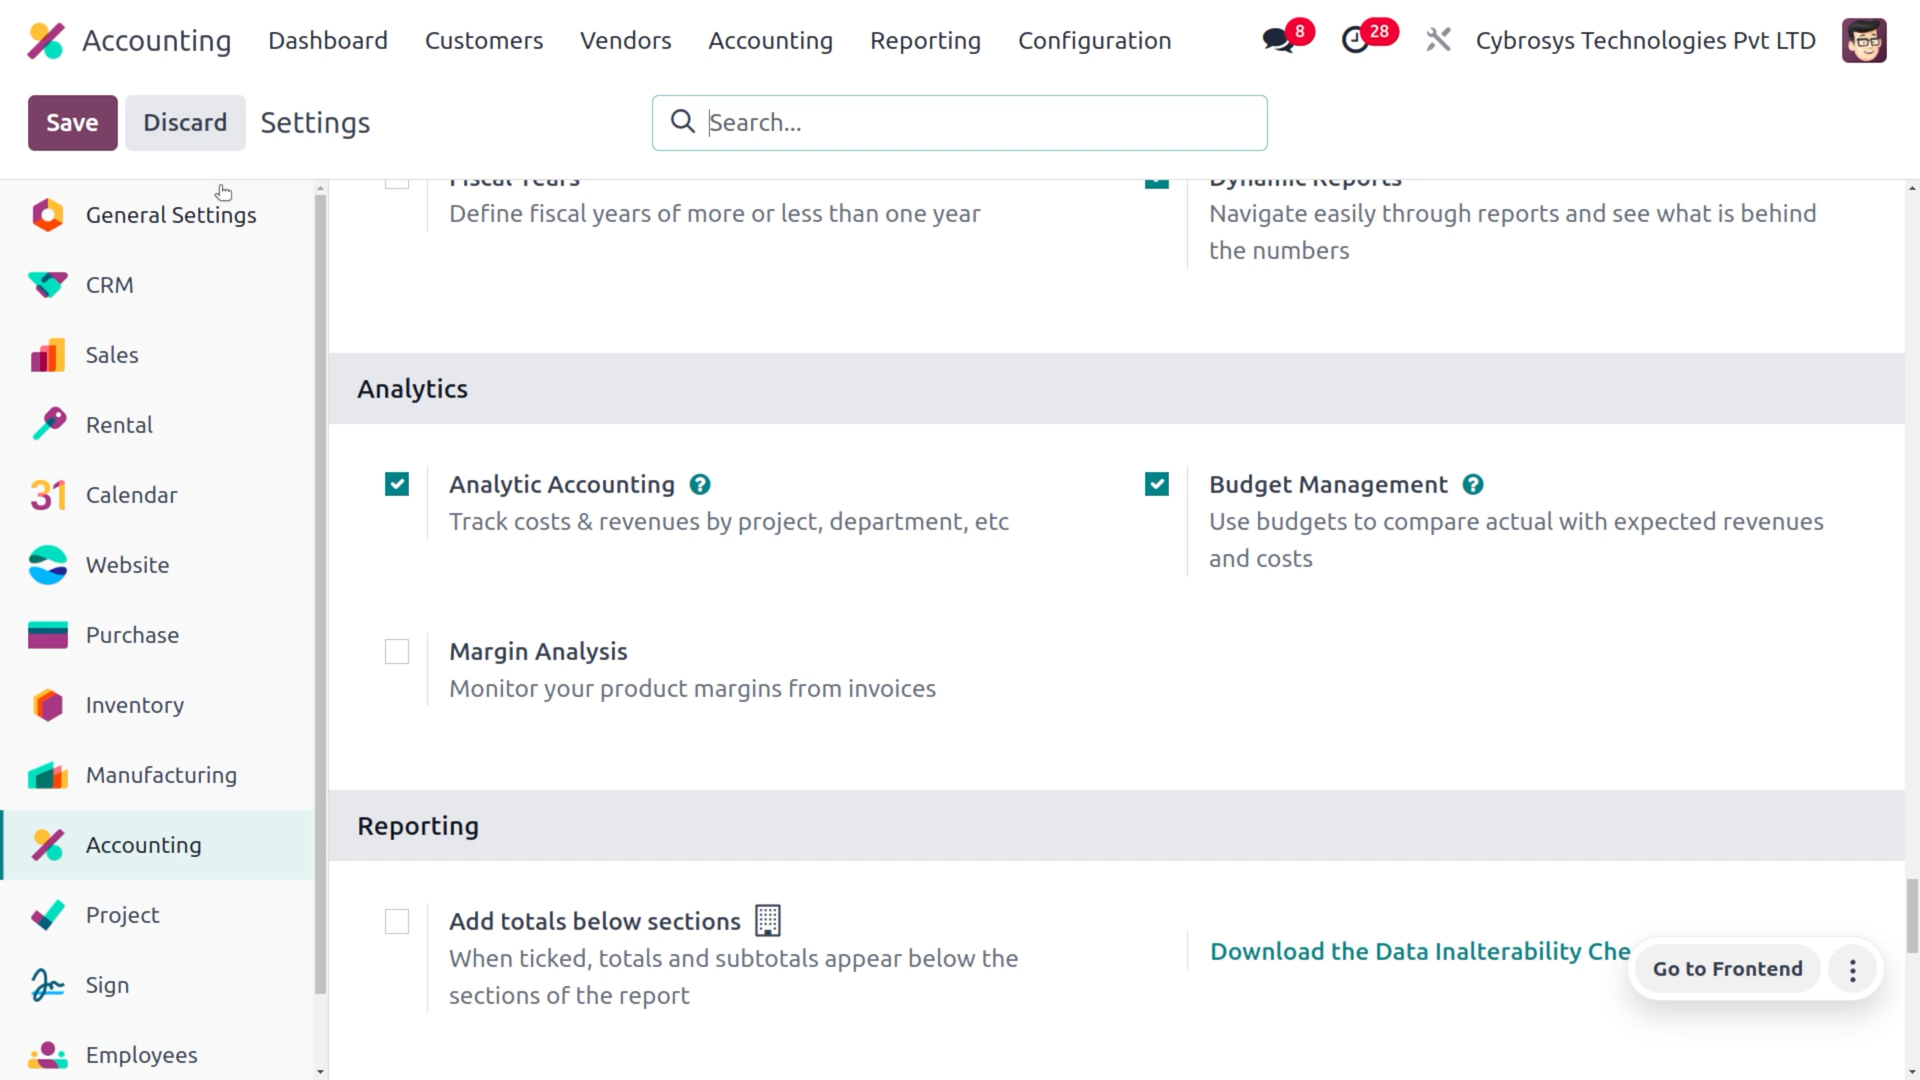 Accounting Dashboard Customers Vendors Accounting Reporting Configuration 8 28 Cybrosys Technologies Pvt LTD
Save Discard Settings Search...
General Settings
CRM
Sales
Rental
31 Calendar
Website
Purchase
Inventory
Manufacturing
Accounting
Project
Sign
Employees
Fiscal Years
Define fiscal years of more or less than one year
Dynamic Reports
Navigate easily through reports and see what is behind
the numbers
Analytics
Analytic Accounting ?
Track costs & revenues by project, department, etc
Budget Management ?
Use budgets to compare actual with expected revenues
and costs
Margin Analysis
Monitor your product margins from invoices
Reporting
Add totals below sections
When ticked, totals and subtotals appear below the
sections of the report
Download the Data Inalterability Che
Go to Frontend